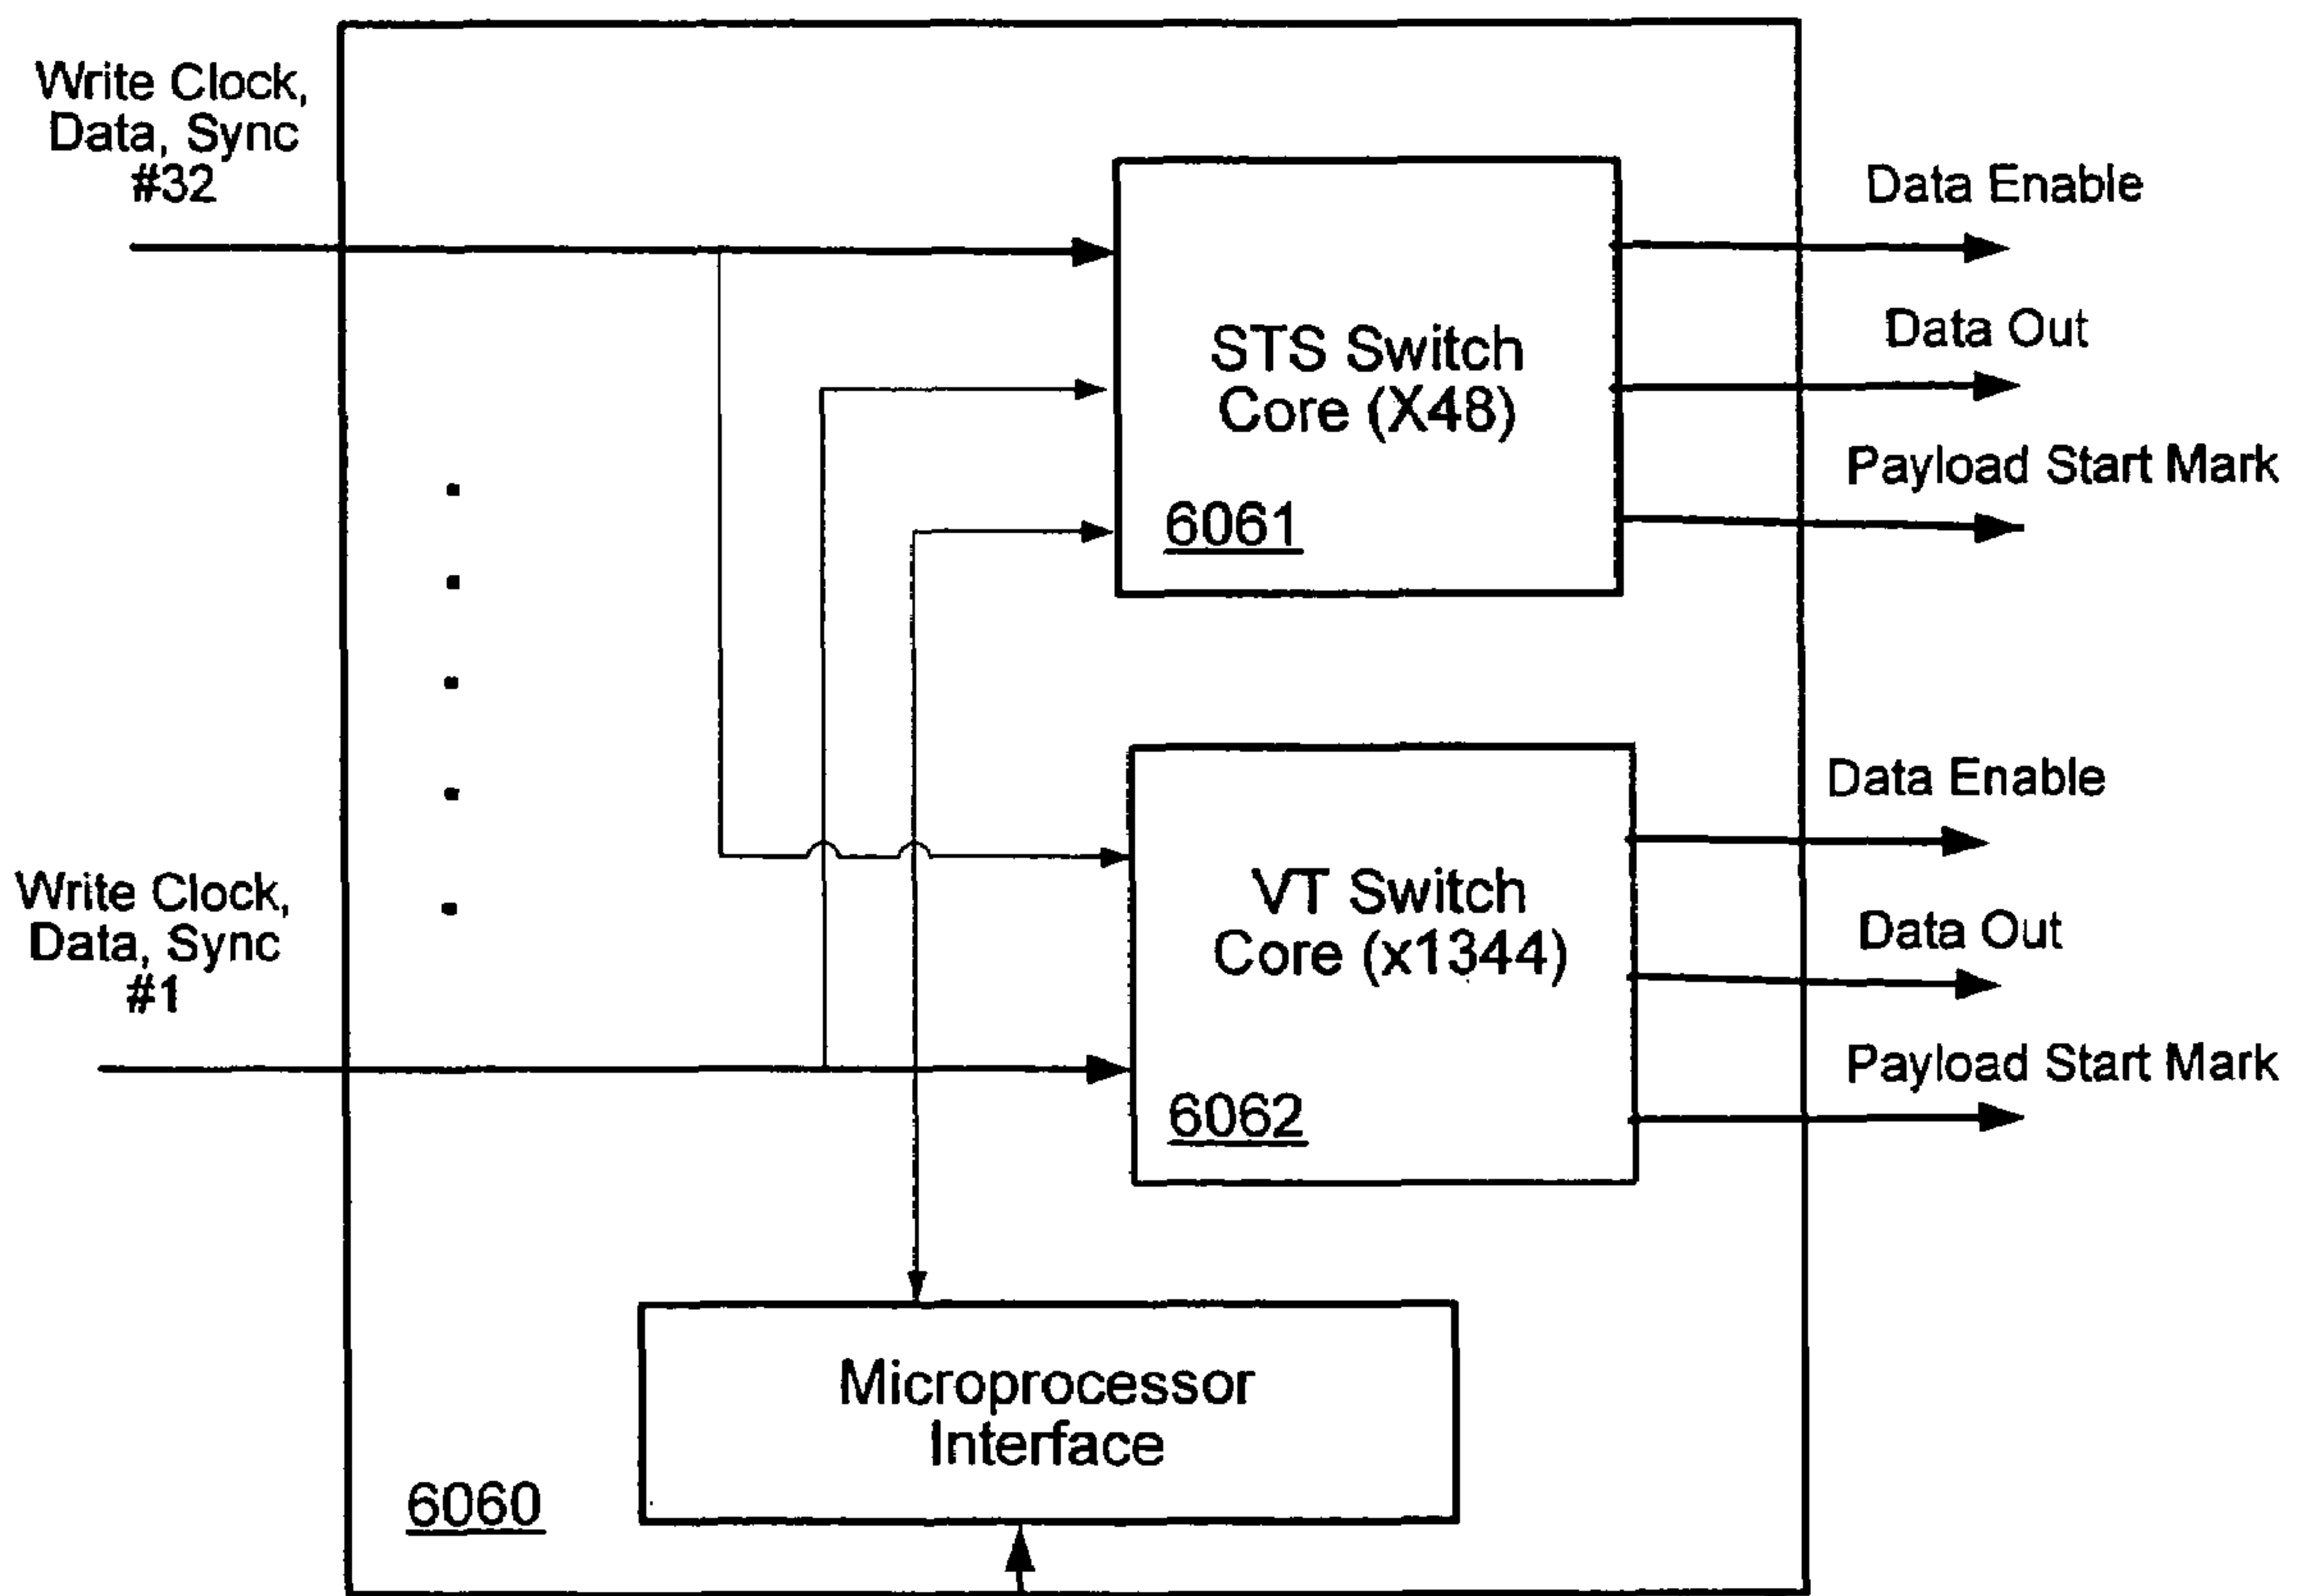 Write Clock,
Data, Sync
#32
Data Enable
STS Switch
Core (X48)
Data Out
Payload Start Mark
6061
Write Clock,
Data, Sync
#1
Data Enable
VT Switch
Core (x1344)
Data Out
Payload Start Mark
6062
Microprocessor
Interface
6060